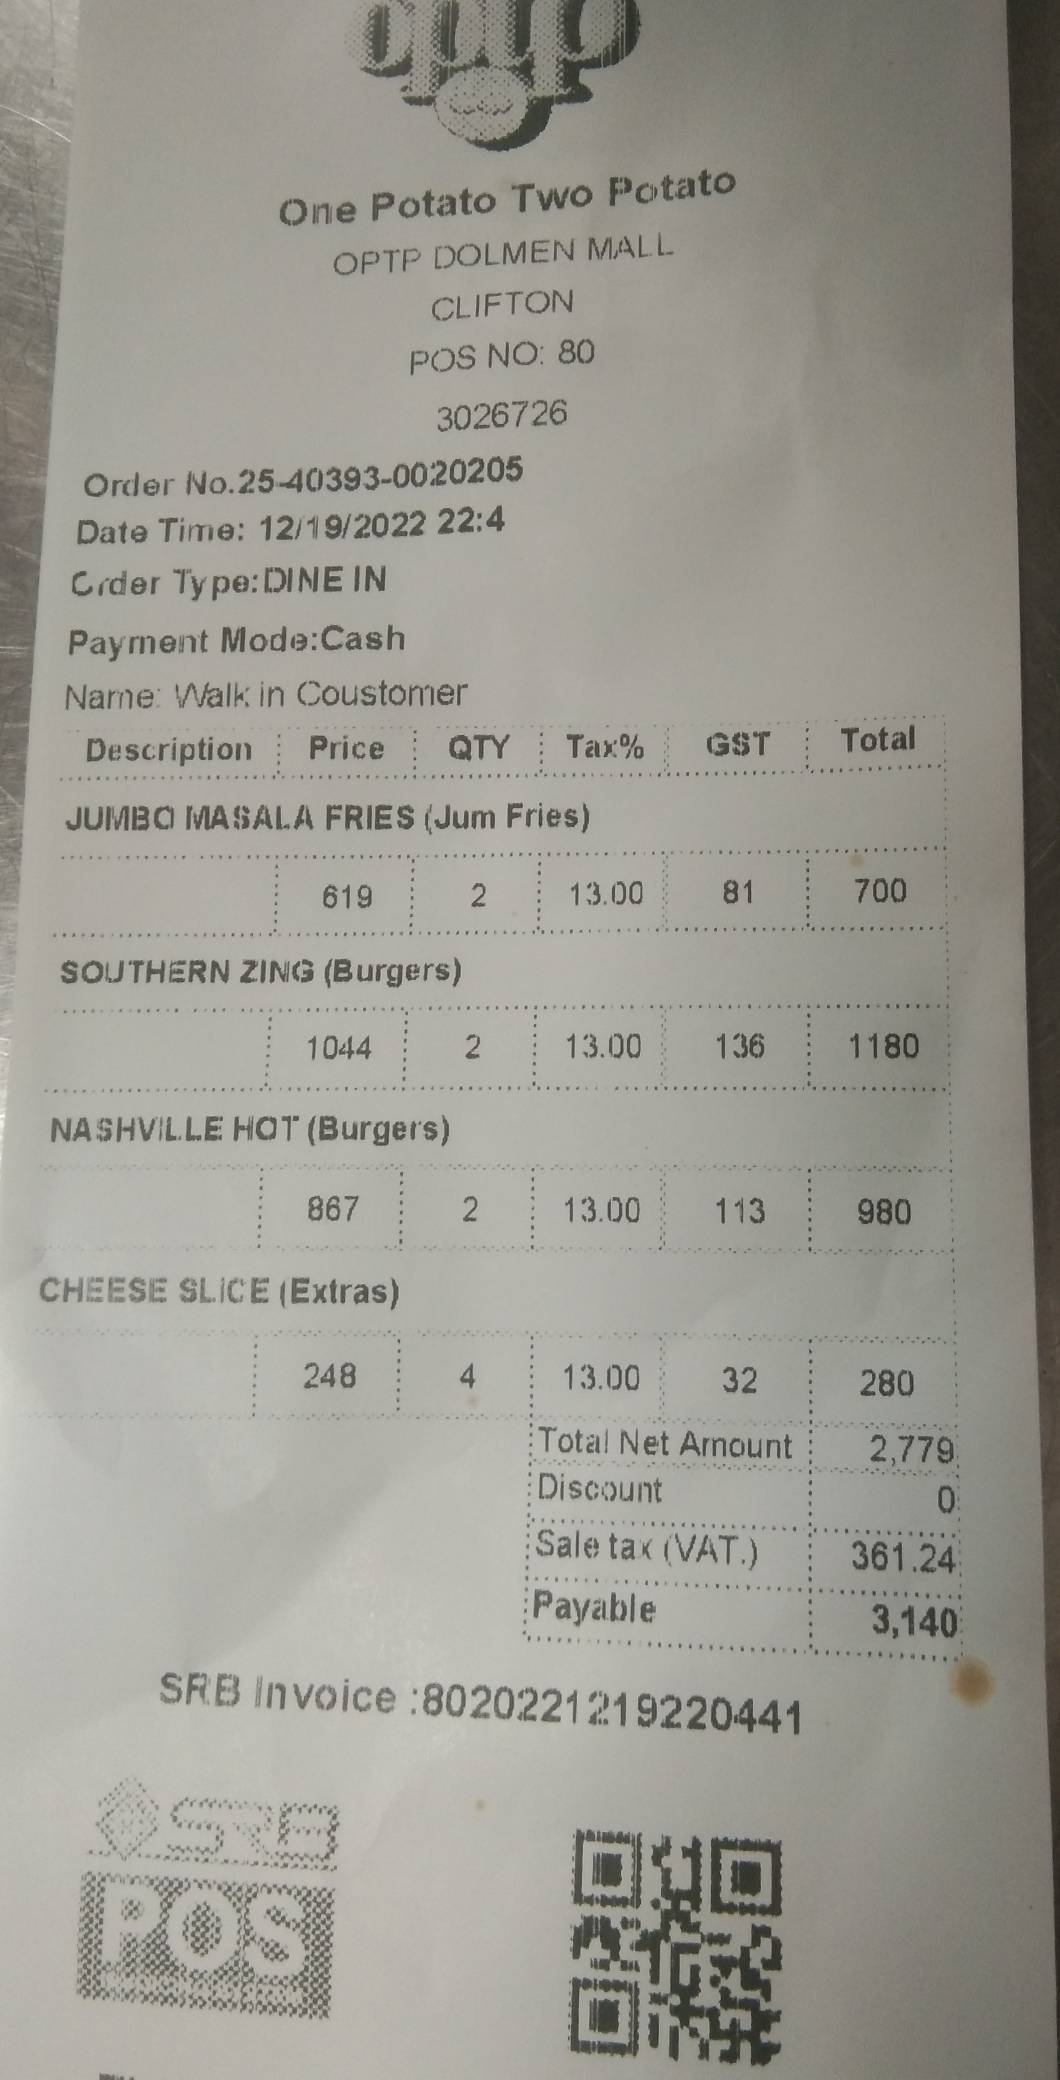 optp
One Potato Two Potato
OPTP DOLMEN MALL
CLIFTON
POS NO: 80
3026726
Order No.25-40393-0020205
Date Time: 12/19/2022 22:4
Order Type:DINE IN
Payment Mode:Cash
Name: Walk in Coustomer
Description Price QTY Tax% GST Total
JUMBO MASALA FRIES (Jum Fries)
619 2 13.00 81 700
SOUTHERN ZING (Burgers)
1044 2 13.00 136 1180
NASHVILLE HOT (Burgers)
867 2 13.00 113 980
CHEESE SLICE (Extras)
248 4 13.00 32 280
Total Net Amount 2,779
Discount 0
Sale tax (VAT.) 361.24
Payable 3,140
SRB Invoice :8020221219220441
SRB
POS